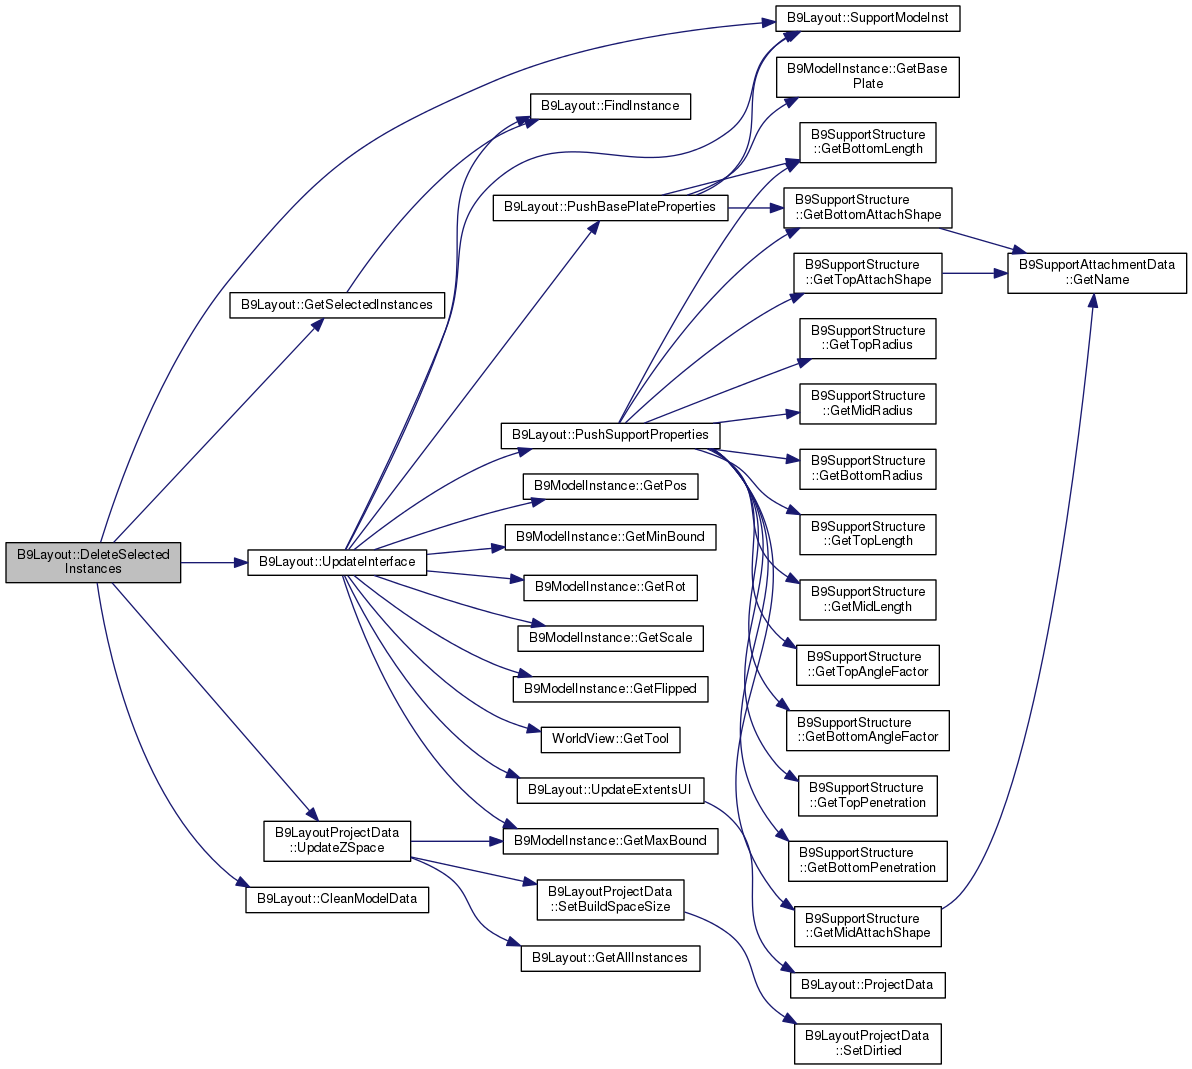 B9Layout::DeleteSelected
Instances
B9Layout::GetSelectedInstances
B9Layout::UpdateInterface
B9LayoutProjectData
::UpdateZSpace
B9Layout::CleanModelData
B9Layout::FindInstance
B9Layout::PushBasePlateProperties
B9Layout::PushSupportProperties
B9ModelInstance::GetPos
B9ModelInstance::GetMinBound
B9ModelInstance::GetRot
B9ModelInstance::GetScale
B9ModelInstance::GetFlipped
WorldView::GetTool
B9Layout::UpdateExtentsUI
B9ModelInstance::GetMaxBound
B9LayoutProjectData
::SetBuildSpaceSize
B9Layout::GetAllInstances
B9Layout::SupportModeInst
B9ModelInstance::GetBase
Plate
B9SupportStructure
::GetBottomLength
B9SupportStructure
::GetBottomAttachShape
B9SupportStructure
::GetTopAttachShape
B9SupportStructure
::GetTopRadius
B9SupportStructure
::GetMidRadius
B9SupportStructure
::GetBottomRadius
B9SupportStructure
::GetTopLength
B9SupportStructure
::GetMidLength
B9SupportStructure
::GetTopAngleFactor
B9SupportStructure
::GetBottomAngleFactor
B9SupportStructure
::GetTopPenetration
B9SupportStructure
::GetBottomPenetration
B9SupportStructure
::GetMidAttachShape
B9Layout::ProjectData
B9LayoutProjectData
::SetDirtied
B9SupportAttachmentData
::GetName